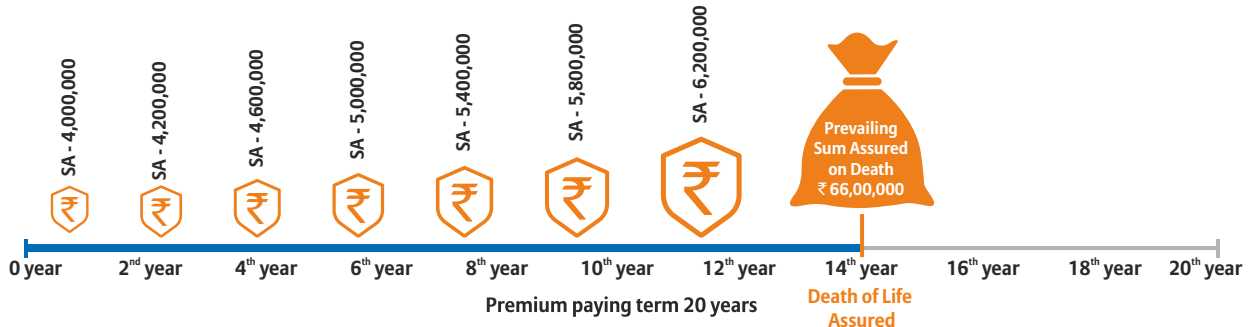 SA - 4,000,000
SA - 4,200,000
SA - 4,600,000
SA - 5,000,000
SA - 5,400,000
SA - 5,800,000
SA - 6,200,000
Prevailing
Sum Assured
on Death
₹ 66,00,000
0 year 2nd year 4th year 6th year 8th year 10th year 12th year 14th year 16th year 18th year 20th year
Premium paying term 20 years
Death of Life
Assured